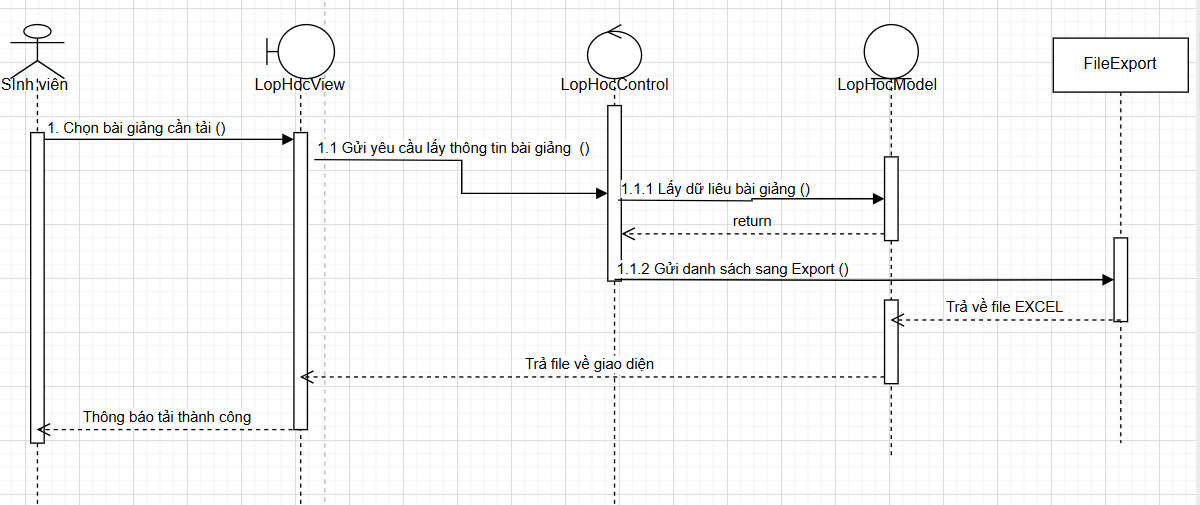 SInh viên
LopHocView
LopHocControl
LopHocModel
FileExport
1. Chọn bài giảng cần tải ()
1.1 Gửi yêu cầu lấy thông tin bài giảng ()
1.1.1 Lấy dữ liêu bài giảng ()
return
1.1.2 Gửi danh sách sang Export ()
Trả về file EXCEL
Trả file về giao diện
Thông báo tải thành công